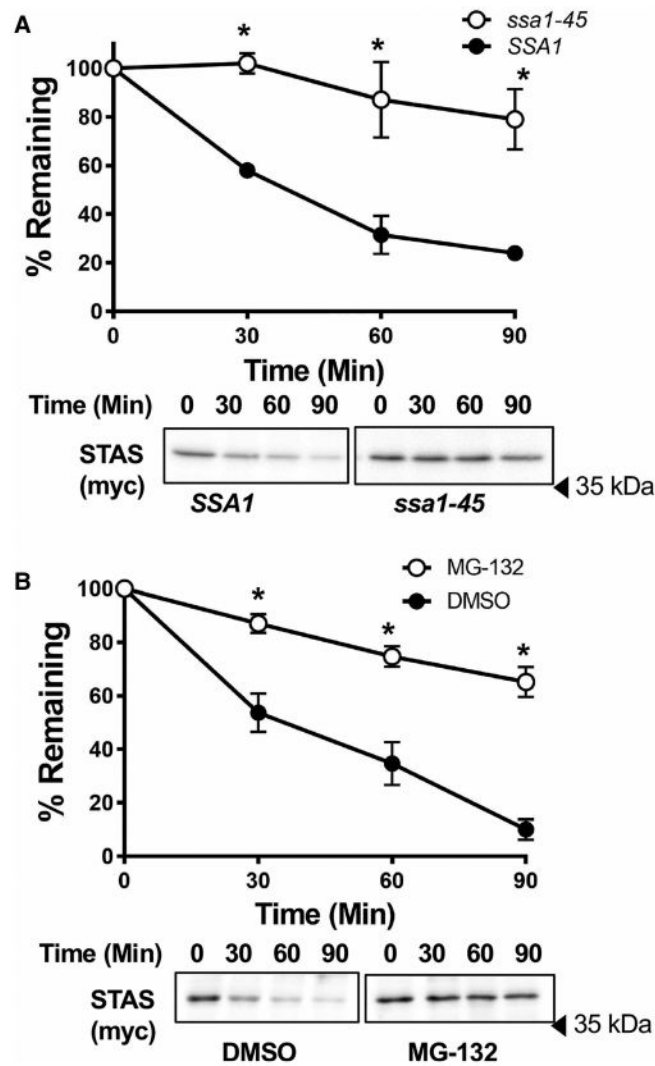 A
ssa1-45
SSA1
*
*
*
100
80
60
40
20
0
% Remaining
0 30 60 90
Time (Min)
Time (Min) 0 30 60 90 0 30 60 90
STAS
(myc)
35 kDa
SSA1 ssa1-45
B
MG-132
DMSO
*
*
*
100
80
60
40
20
0
% Remaining
0 30 60 90
Time (Min)
Time (Min) 0 30 60 90 0 30 60 90
STAS
(myc)
35 kDa
DMSO MG-132